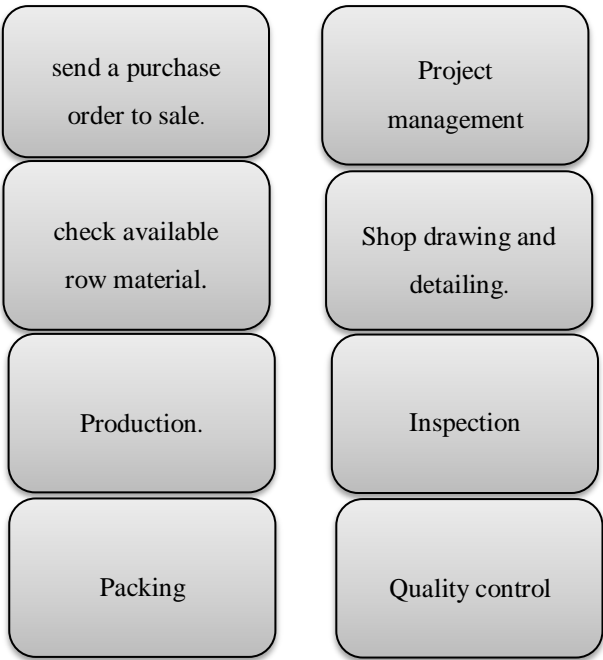 send a purchase
order to sale.
Project
management
check available
row material.
Shop drawing and
detailing.
Production.
Inspection
Packing
Quality control